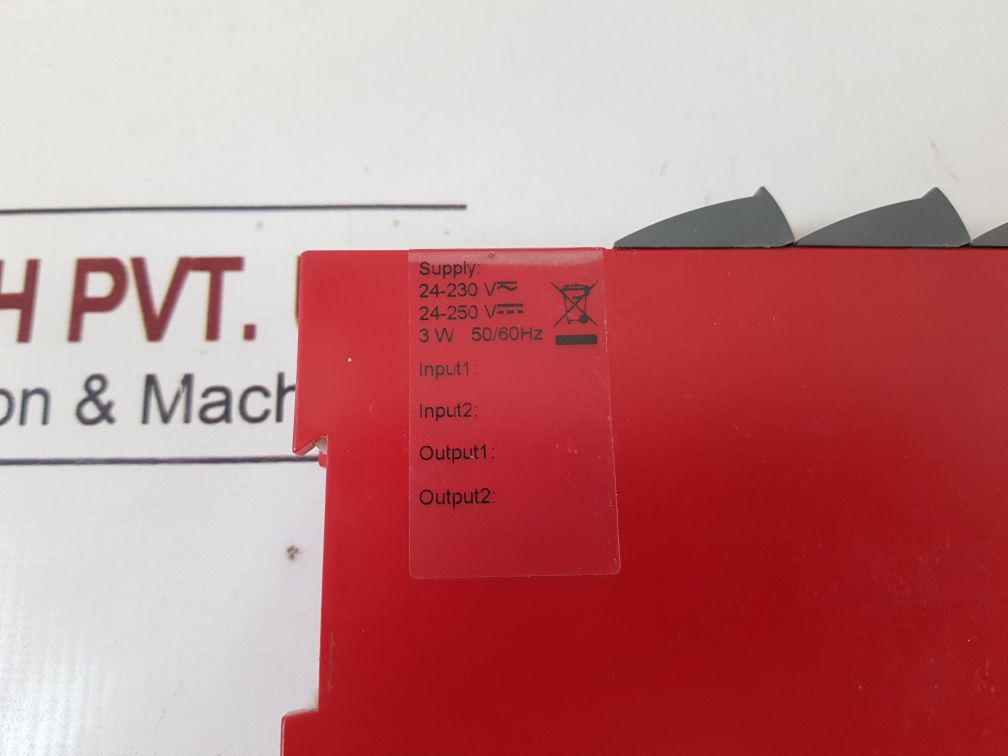 H PVT.
on & Mach
Supply:
24-230 V≂
24-250 V⎓
3 W 50/60Hz
Input1:
Input2:
Output1:
Output2: